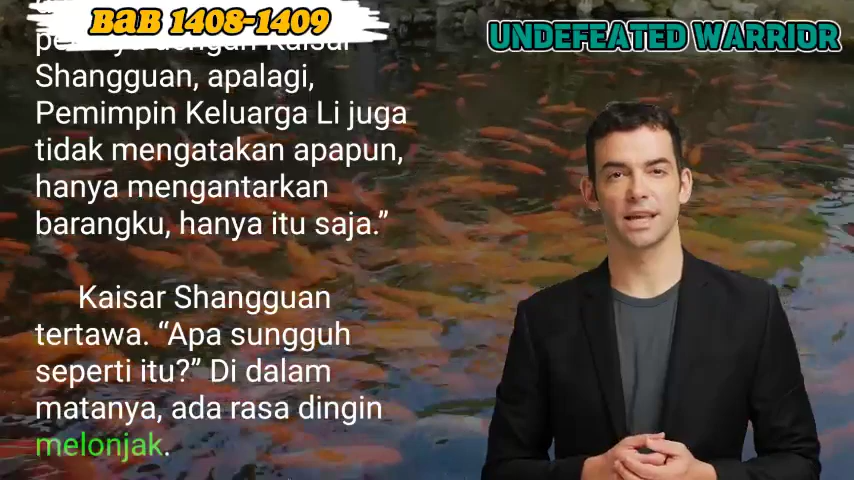 BAB 1408-1409
UNDEFEATED WARRIOR
Shangguan, apalagi,
Pemimpin Keluarga Li juga
tidak mengatakan apapun,
hanya mengantarkan
barangku, hanya itu saja.”
Kaisar Shangguan
tertawa. “Apa sungguh
seperti itu?” Di dalam
matanya, ada rasa dingin
melonjak.